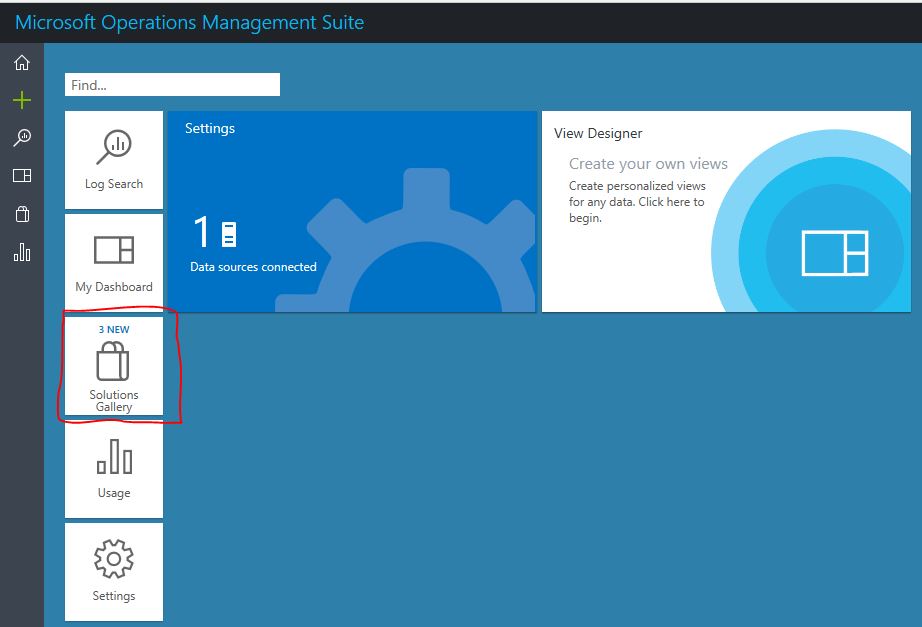 Microsoft Operations Management Suite
Find...
Log Search
My Dashboard
3 NEW
Solutions
Gallery
Usage
Settings
Settings
1
Data sources connected
View Designer
Create your own views
Create personalized views
for any data. Click here to
begin.